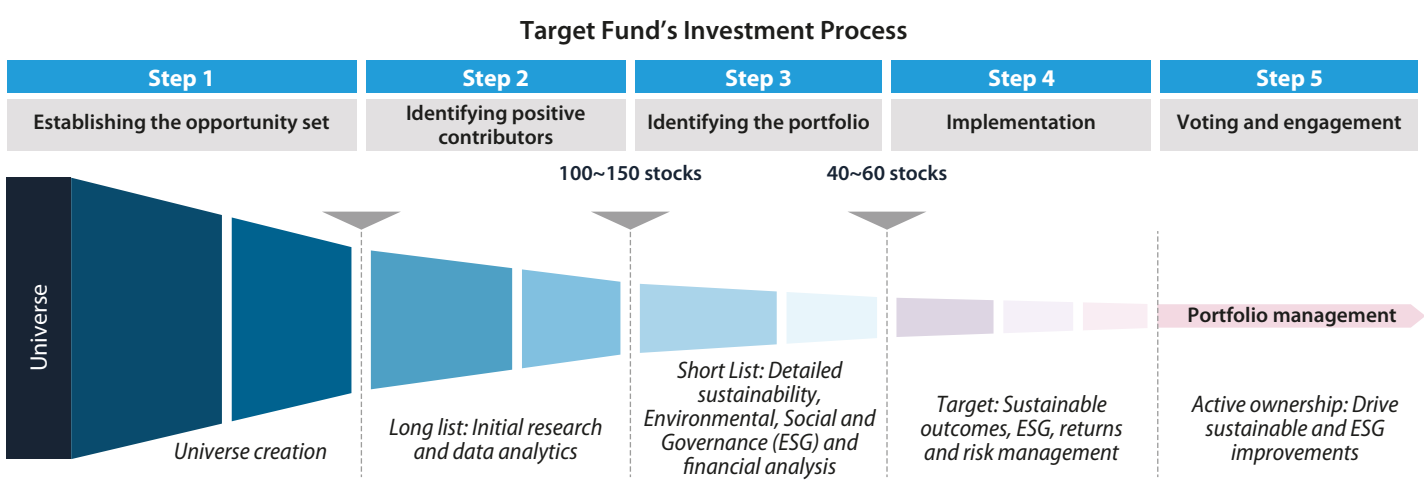 Target Fund’s Investment Process
Step 1
Step 2
Step 3
Step 4
Step 5
Establishing the opportunity set
Identifying positive
contributors
Identifying the portfolio
Implementation
Voting and engagement
100~150 stocks
40~60 stocks
Universe
Portfolio management
Universe creation
Long list: Initial research
and data analytics
Short List: Detailed
sustainability,
Environmental, Social and
Governance (ESG) and
financial analysis
Target: Sustainable
outcomes, ESG, returns
and risk management
Active ownership: Drive
sustainable and ESG
improvements